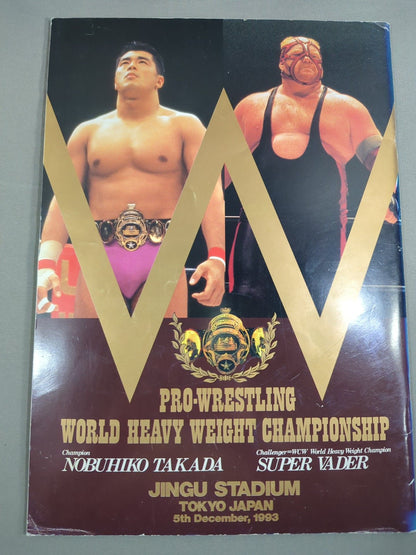 W
PRO-WRESTLING
WORLD HEAVY WEIGHT CHAMPIONSHIP
Champion
NOBUHIKO TAKADA
Challenger=WCW World Heavy Weight Champion
SUPER VADER
JINGU STADIUM
TOKYO JAPAN
5th December, 1993